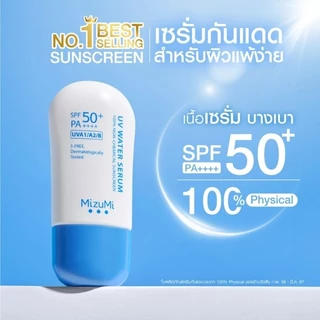 NO.1 BEST
SELLING
SUNSCREEN
เซรั่มกันแดด
สำหรับผิวแพ้ง่าย
เนื้อเซรั่ม บางเบา
SPF 50+
PA++++
100% Physical
SPF 50+
PA ++++
UVA1/A2/B
Dermatologically
Tested
UV WATER SERUM
MizuMi